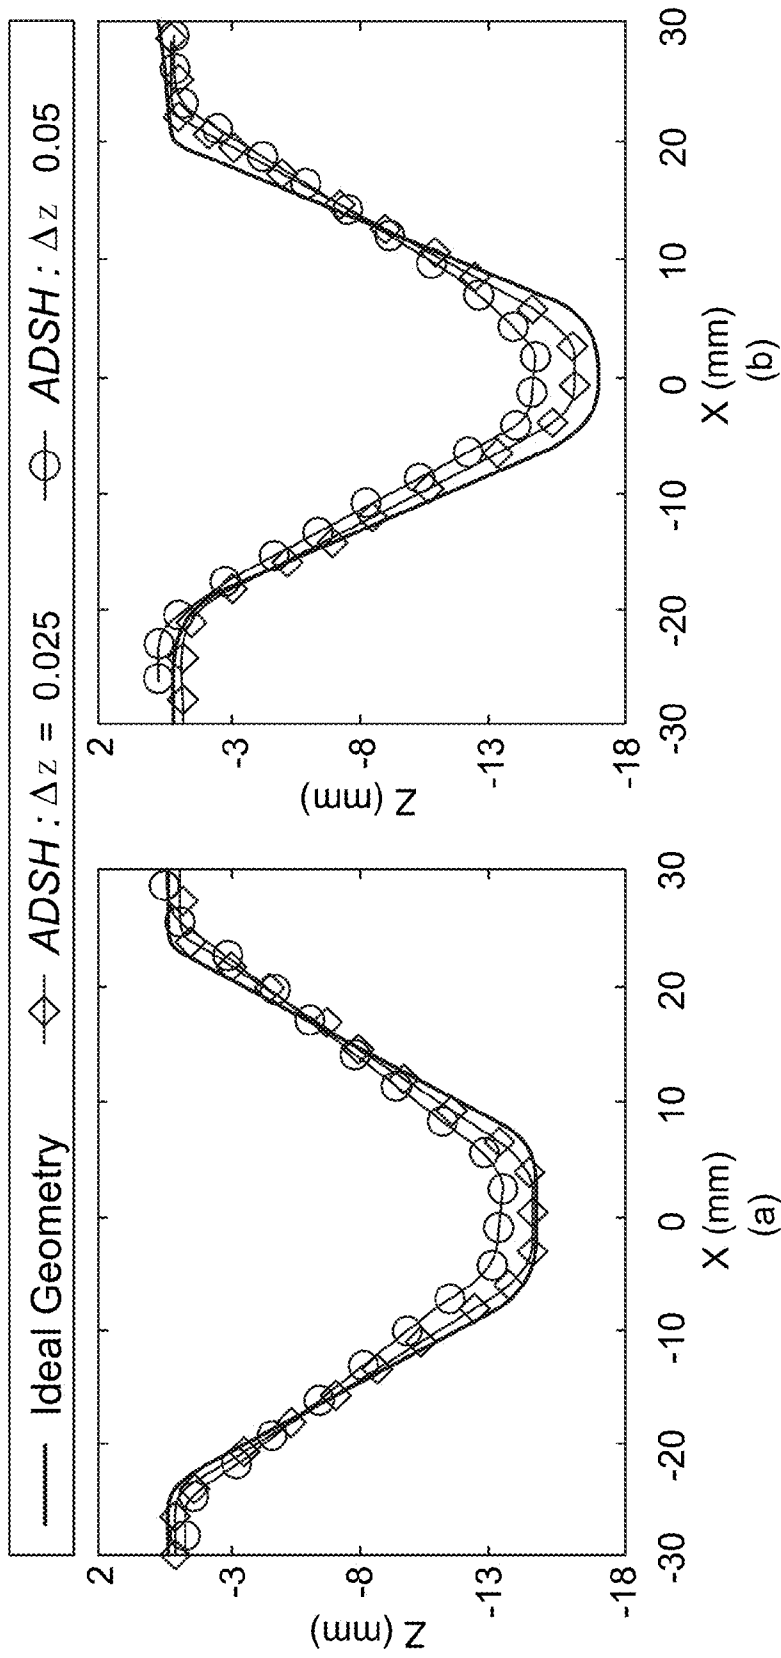 Ideal Geometry ADSH : Δz = 0.025 ADSH : Δz 0.05
2
-3
-8
-13
-18
Z (mm)
-30 -20 -10 0 10 20 30
X (mm)
(a)
2
-3
-8
-13
-18
Z (mm)
-30 -20 -10 0 10 20 30
X (mm)
(b)